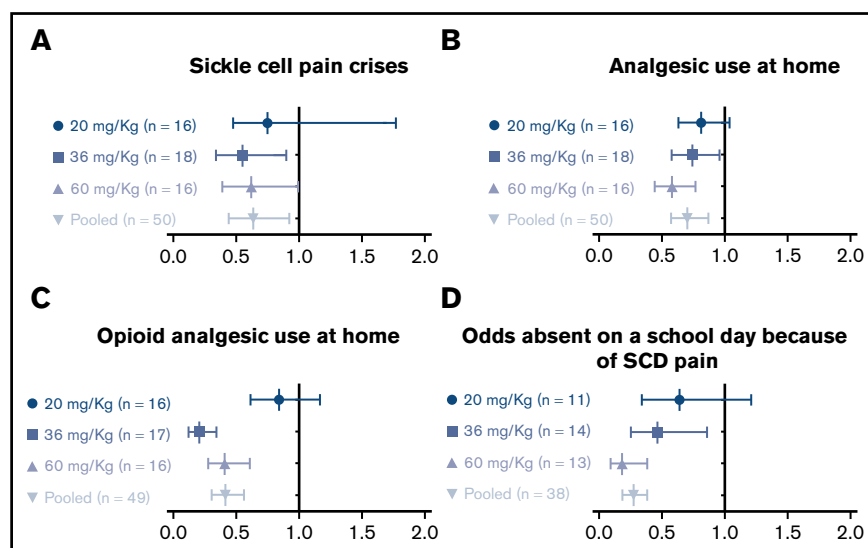 A
Sickle cell pain crises
20 mg/Kg (n = 16)
36 mg/Kg (n = 18)
60 mg/Kg (n = 16)
Pooled (n = 50)
0.0 0.5 1.0 1.5 2.0
B
Analgesic use at home
20 mg/Kg (n = 16)
36 mg/Kg (n = 18)
60 mg/Kg (n = 16)
Pooled (n = 50)
0.0 0.5 1.0 1.5 2.0
C
Opioid analgesic use at home
20 mg/Kg (n = 16)
36 mg/Kg (n = 17)
60 mg/Kg (n = 16)
Pooled (n = 49)
0.0 0.5 1.0 1.5 2.0
D
Odds absent on a school day because
of SCD pain
20 mg/Kg (n = 11)
36 mg/Kg (n = 14)
60 mg/Kg (n = 13)
Pooled (n = 38)
0.0 0.5 1.0 1.5 2.0